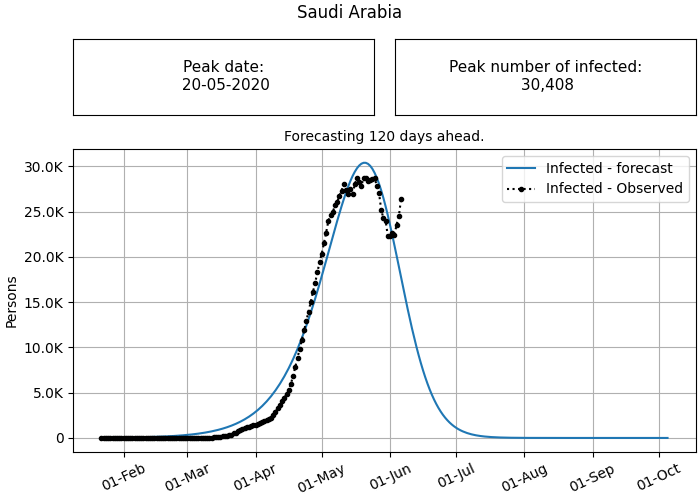 Saudi Arabia
Peak date:
20-05-2020
Peak number of infected:
30,408
Forecasting 120 days ahead.
Infected - forecast
Infected - Observed
Persons
30.0K
25.0K
20.0K
15.0K
10.0K
5.0K
0
01-Feb
01-Mar
01-Apr
01-May
01-Jun
01-Jul
01-Aug
01-Sep
01-Oct